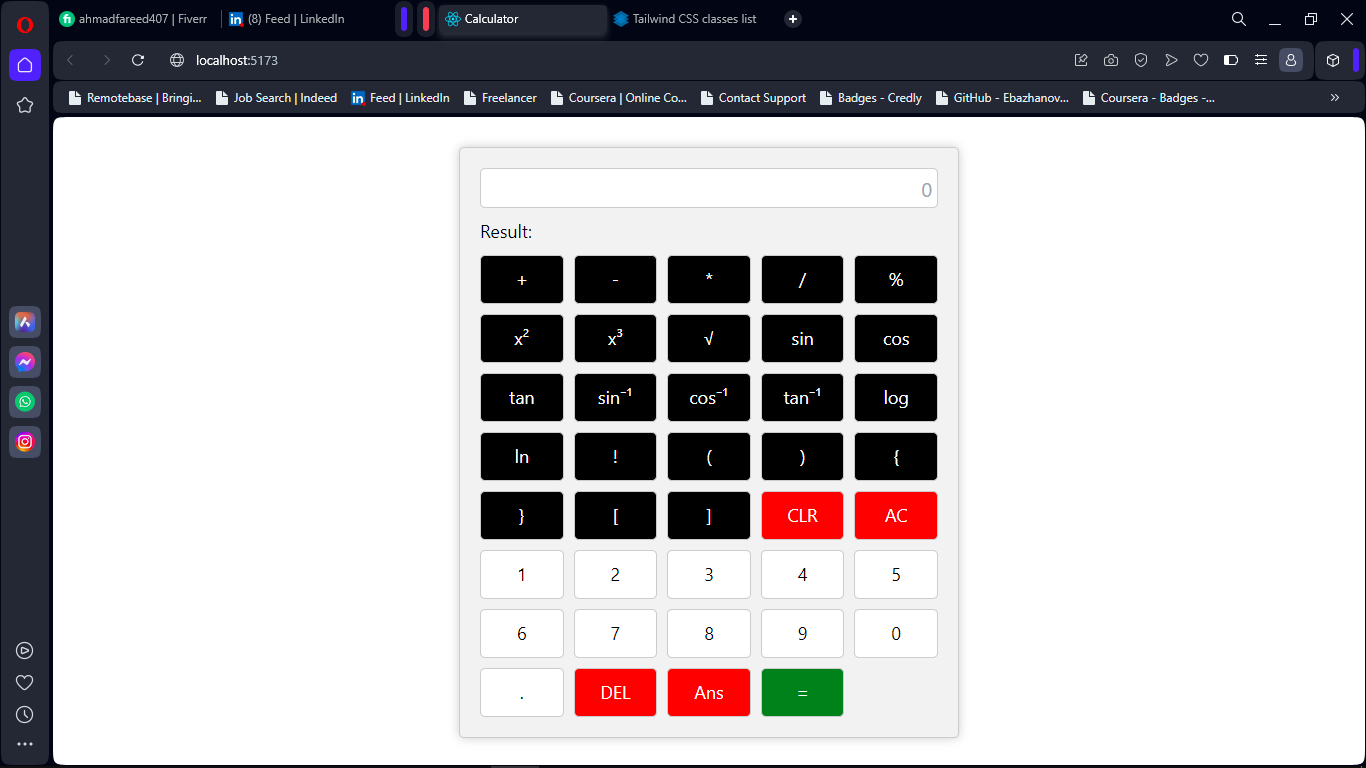 ahmadfareed407 | Fiverr
(8) Feed | LinkedIn
Calculator
Tailwind CSS classes list
localhost:5173
Remotebase | Bringi...
Job Search | Indeed
Feed | LinkedIn
Freelancer
Coursera | Online Co...
Contact Support
Badges - Credly
GitHub - Ebazhanov...
Coursera - Badges -...
0
Result:
+ - * / %
x² x³ √ sin cos
tan sin⁻¹ cos⁻¹ tan⁻¹ log
ln ! ( ) {
} [ ] CLR AC
1 2 3 4 5
6 7 8 9 0
. DEL Ans =